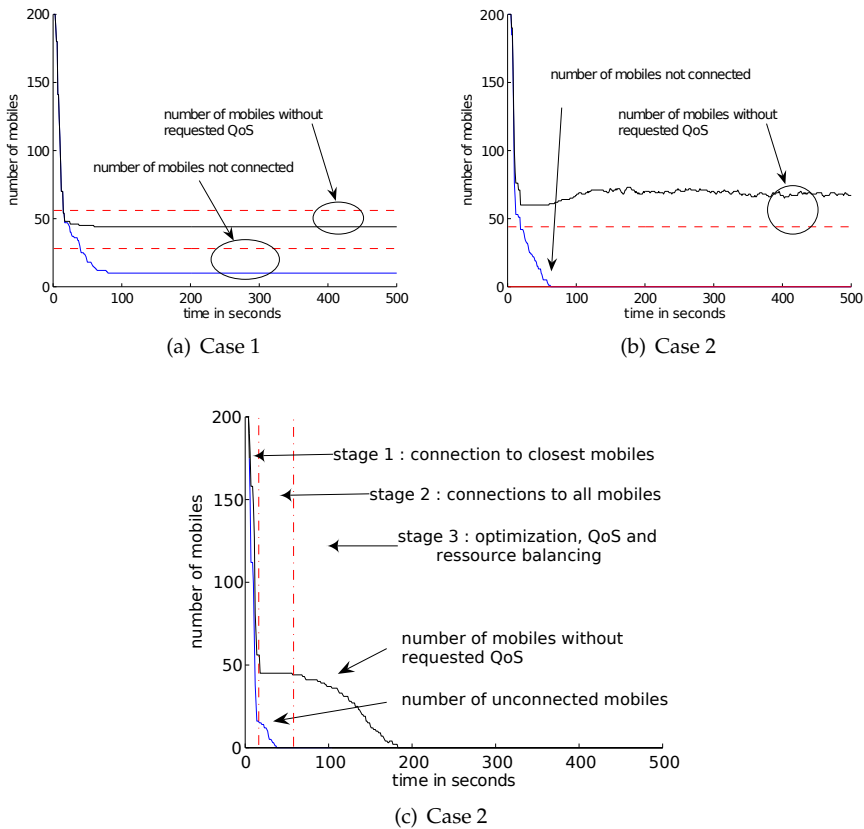 200
150
100
50
0
number of mobiles
number of mobiles without
requested QoS
number of mobiles not connected
0 100 200 300 400 500
time in seconds
(a) Case 1
200
150
100
50
0
number of mobiles
number of mobiles not connected
number of mobiles without
requested QoS
0 100 200 300 400 500
time in seconds
(b) Case 2
200
150
100
50
0
number of mobiles
stage 1 : connection to closest mobiles
stage 2 : connections to all mobiles
stage 3 : optimization, QoS and
ressource balancing
number of mobiles without
requested QoS
number of unconnected mobiles
0 100 200 300 400 500
time in seconds
(c) Case 2